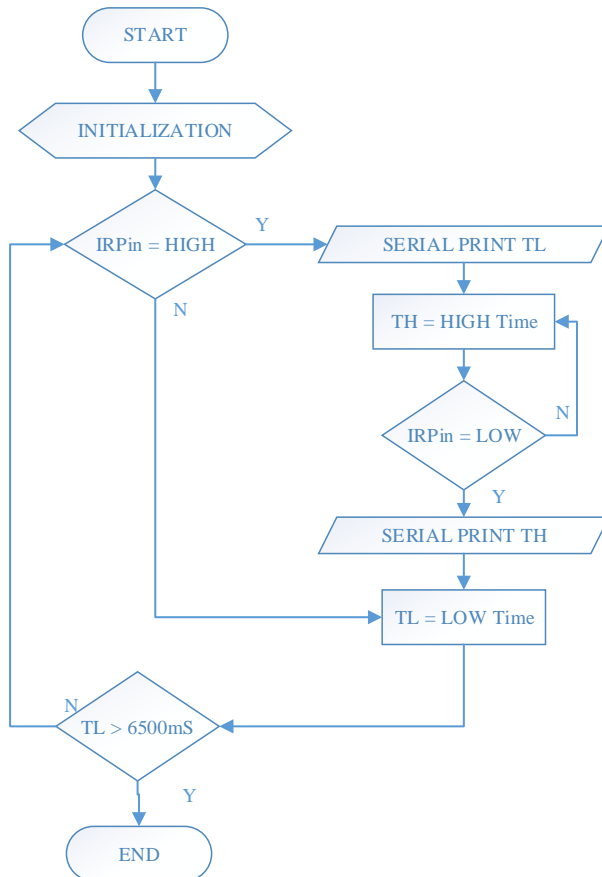 START
INITIALIZATION
IRPin = HIGH
Y
SERIAL PRINT TL
N
TH = HIGH Time
N
IRPin = LOW
Y
SERIAL PRINT TH
TL = LOW Time
N
TL > 6500mS
Y
END